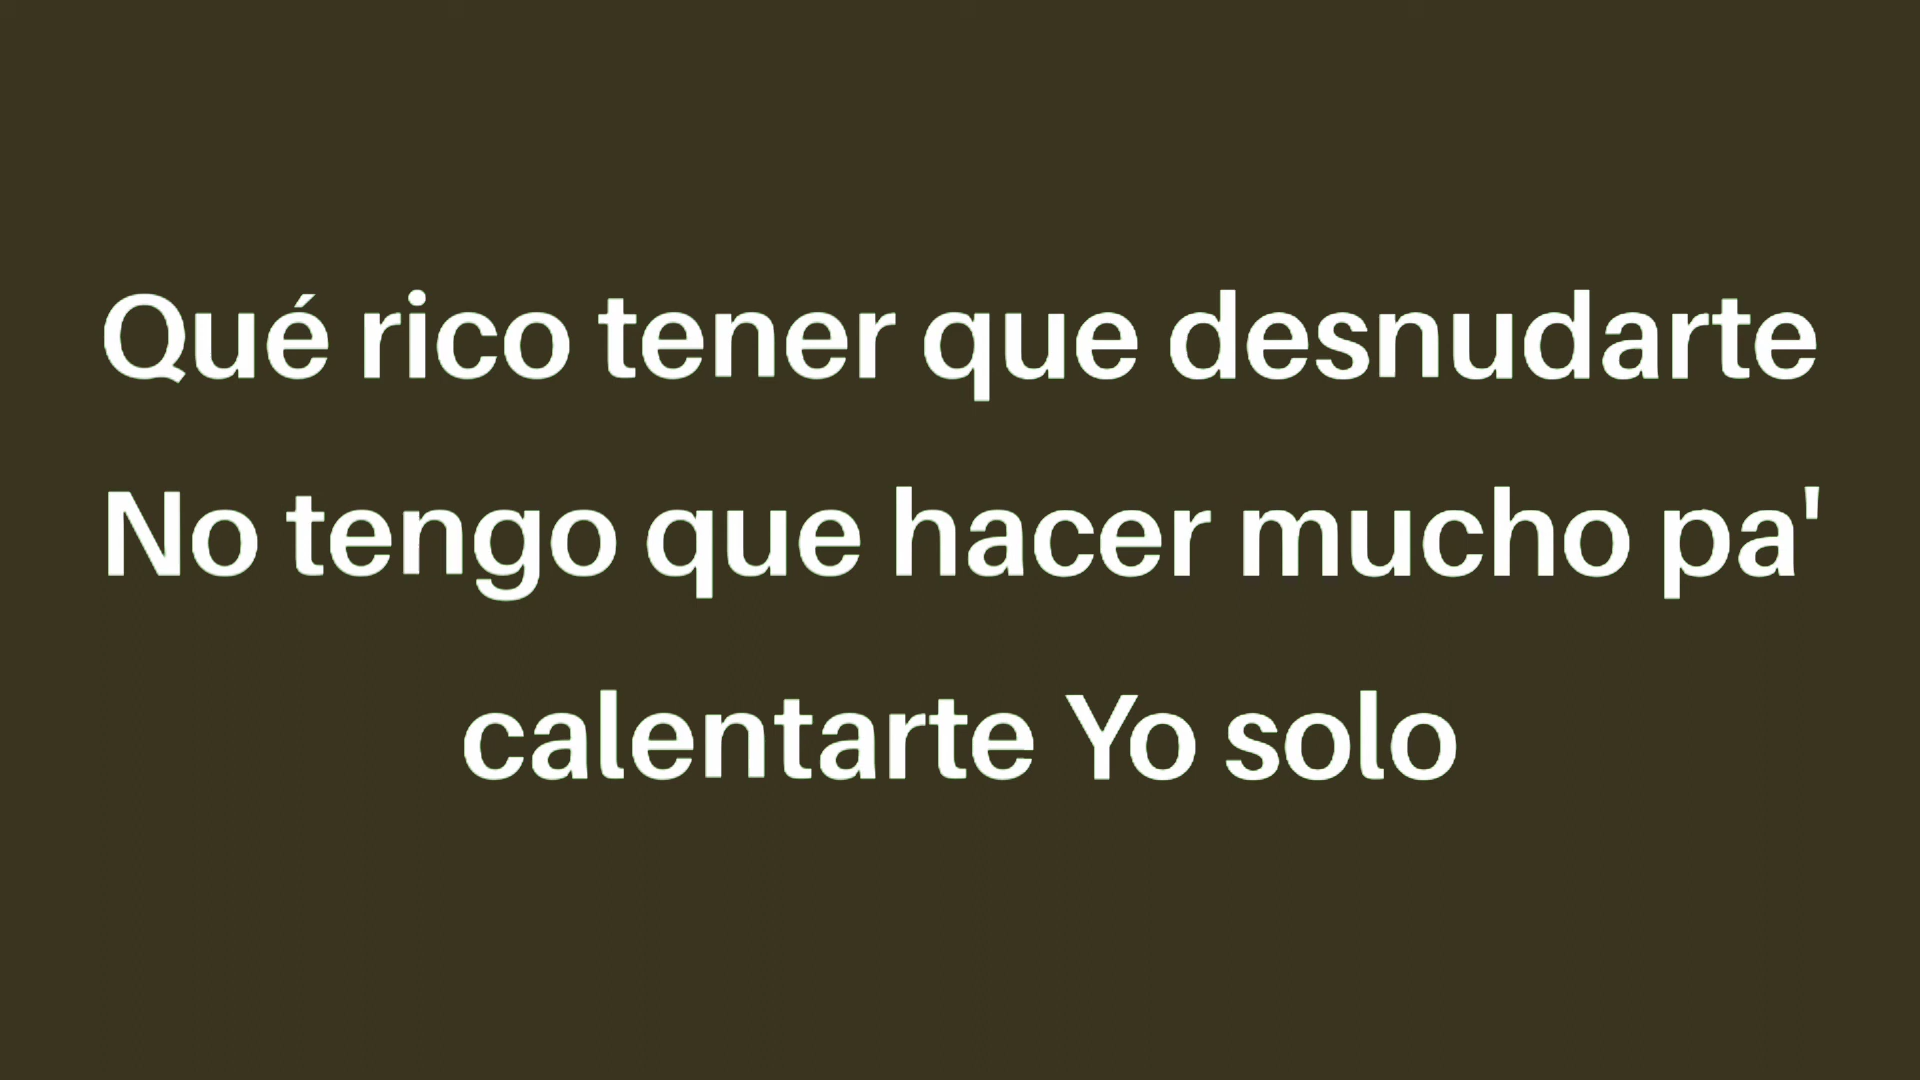 Qué rico tener que desnudarte
No tengo que hacer mucho pa'
calentarte Yo solo